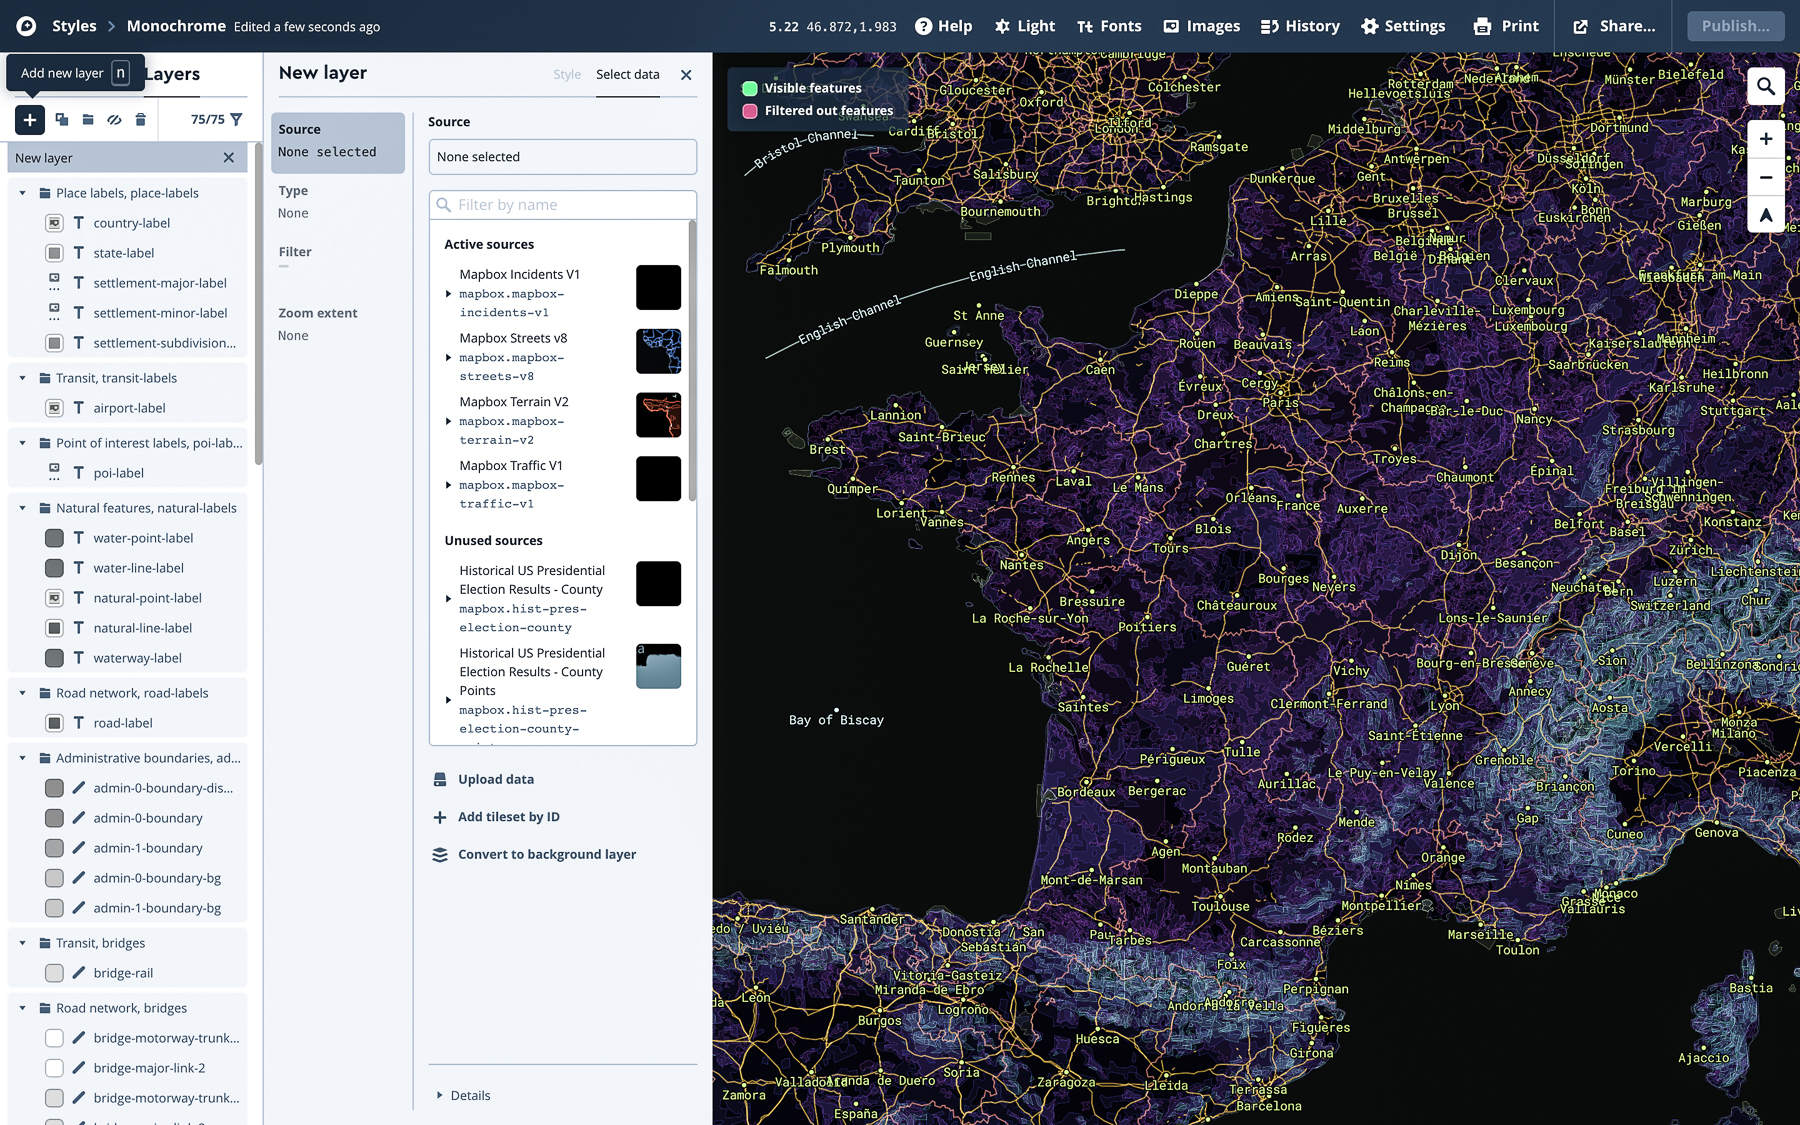 Styles
Monochrome
Edited a few seconds ago
5.22 46.872,1.983
Help
Light
Fonts
Images
History
Settings
Print
Share...
Publish...
Add new layer n
Layers
75/75
New layer
Place labels, place-labels
country-label
state-label
settlement-major-label
settlement-minor-label
settlement-subdivision...
Transit, transit-labels
airport-label
Point of interest labels, poi-lab...
poi-label
Natural features, natural-labels
water-point-label
water-line-label
natural-point-label
natural-line-label
waterway-label
Road network, road-labels
road-label
Administrative boundaries, ad...
admin-0-boundary-dis...
admin-0-boundary
admin-1-boundary
admin-0-boundary-bg
admin-1-boundary-bg
Transit, bridges
bridge-rail
Road network, bridges
bridge-motorway-trunk...
bridge-major-link-2
bridge-motorway-trunk...
New layer
Style
Select data
Source
None selected
Type
None
Filter
Zoom extent
None
Source
None selected
Filter by name
Active sources
Mapbox Incidents V1
mapbox.mapbox-
incidents-v1
Mapbox Streets v8
mapbox.mapbox-
streets-v8
Mapbox Terrain V2
mapbox.mapbox-
terrain-v2
Mapbox Traffic V1
mapbox.mapbox-
traffic-v1
Unused sources
Historical US Presidential
Election Results - County
mapbox.hist-pres-
election-county
Historical US Presidential
Election Results - County
Points
mapbox.hist-pres-
election-county-
Upload data
Add tileset by ID
Convert to background layer
Details
Visible features
Filtered out features
Cambridge
Gloucester
Oxford
Colchester
Swansea
Cardiff
Bristol
London
Ilford
Ramsgate
Bristol-Channel
Taunton
Salisbury
Brighton
Hastings
Bournemouth
Plymouth
Falmouth
English-Channel
English-Channel
St Anne
Guernsey
Jersey
Saint Helier
Rotterdam
Nederland
Arnhem
Münster
Bielefeld
Enschede
Hellevoetsluis
Middelburg
Dortmund
Antwerpen
Düsseldorf
Solingen
Dunkerque
Gent
Köln
Bruxelles -
Brussel
Bonn
Euskirchen
Marburg
Gießen
Lille
Namur
Belgique
België
Belgien
Dinant
Arras
Clervaux
Frankfurt am Main
Wiesbaden
Dieppe
Amiens
Saint-Quentin
Charleville-
Mézières
Luxembourg
Luxembourg
Laon
Rouen
Beauvais
Kaiserslautern
Mannheim
Caen
Reims
Saarbrücken
Heilbronn
Évreux
Cergy
Paris
Châlons-en-
Champagne
Bar-le-Duc
Karlsruhe
Stuttgart
Lannion
Saint-Brieuc
Dreux
Nancy
Strasbourg
Brest
Chartres
Troyes
Chaumont
Épinal
Villingen-
Schwenningen
Freiburg im
Breisgau
Quimper
Rennes
Laval
Le Mans
Orléans
France
Auxerre
Lorient
Vannes
Blois
Belfort
Basel
Konstanz
Angers
Tours
Dijon
Besançon
Zürich
Nantes
Bourges
Nevers
Neuchâtel
Bern
Luzern
Liechtenstein
Bressuire
Châteauroux
Switzerland
Chur
La Roche-sur-Yon
Poitiers
Lons-le-Saunier
La Rochelle
Guéret
Vichy
Bourg-en-Bresse
Genève
Sion
Bellinzona
Sondrio
Saintes
Limoges
Clermont-Ferrand
Lyon
Annecy
Aosta
Bay of Biscay
Saint-Étienne
Monza
Milano
Vercelli
Périgueux
Tulle
Grenoble
Torino
Piacenza
Aurillac
Le Puy-en-Velay
Valence
Briançon
Bordeaux
Bergerac
Mende
Gap
Cuneo
Genova
Rodez
Agen
Montauban
Orange
Mont-de-Marsan
Nîmes
Monaco
Grasse
Vallauris
Toulouse
Montpellier
Santander
Donostia / San
Sebastián
Pau
Tarbes
Carcassonne
Béziers
Marseille
Toulon
Uviéu
Foix
Vitoria-Gasteiz
Miranda de Ebro
Perpignan
Bastia
León
Andorra
Andorra la Vella
Burgos
Logroño
Figueres
Huesca
Girona
Ajaccio
Soria
Valladolid
Aranda de Duero
Zaragoza
Lleida
Terrassa
Zamora
España
Barcelona